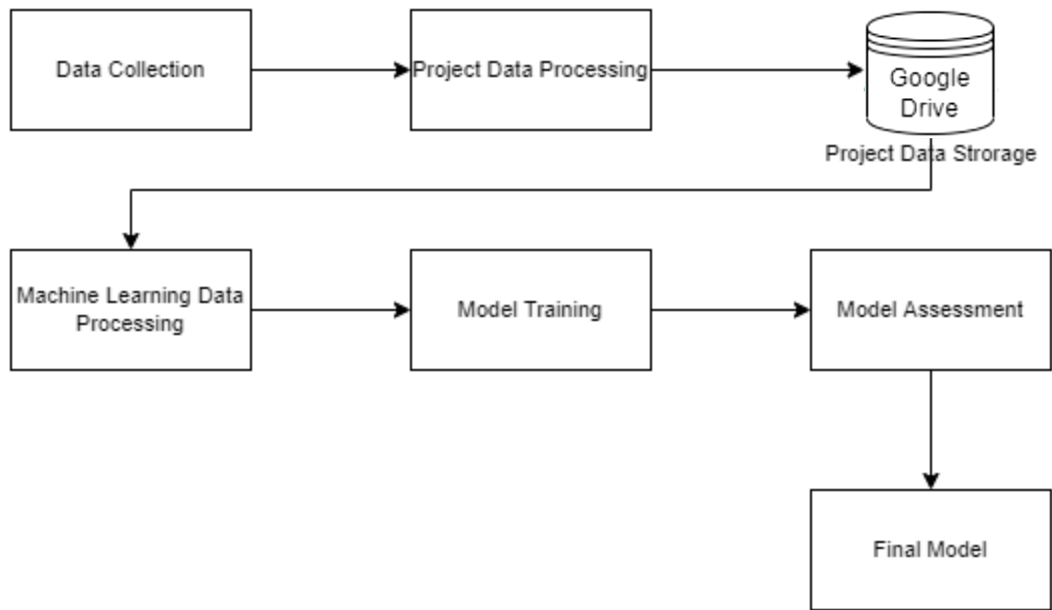 Data Collection
Project Data Processing
Google
Drive
Project Data Strorage
Machine Learning Data
Processing
Model Training
Model Assessment
Final Model